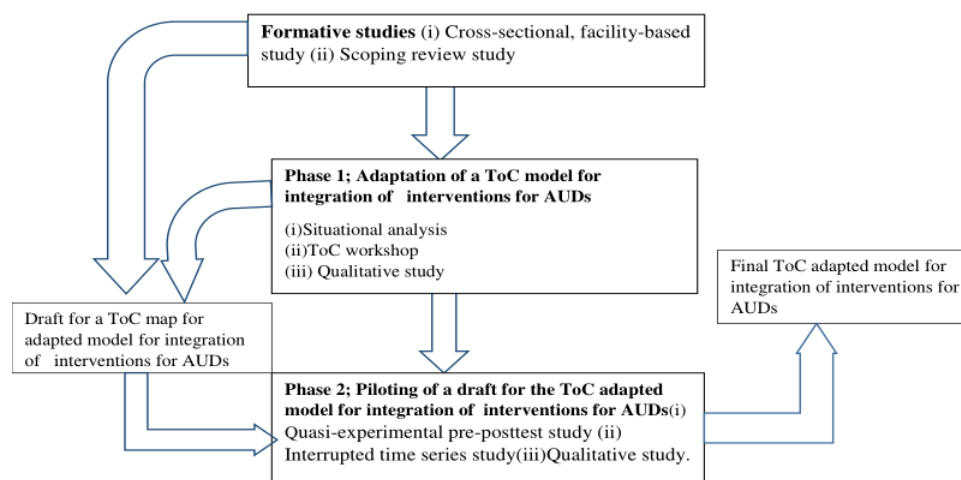 Formative studies (i) Cross-sectional, facility-based
study (ii) Scoping review study
Phase 1; Adaptation of a ToC model for
integration of interventions for AUDs
(i)Situational analysis
(ii)ToC workshop
(iii) Qualitative study
Final ToC adapted model for
integration of interventions for
AUDs
Draft for a ToC map for
adapted model for integration
of interventions for AUDs
Phase 2; Piloting of a draft for the ToC adapted
model for integration of interventions for AUDs(i)
Quasi-experimental pre-posttest study (ii)
Interrupted time series study(iii)Qualitative study.